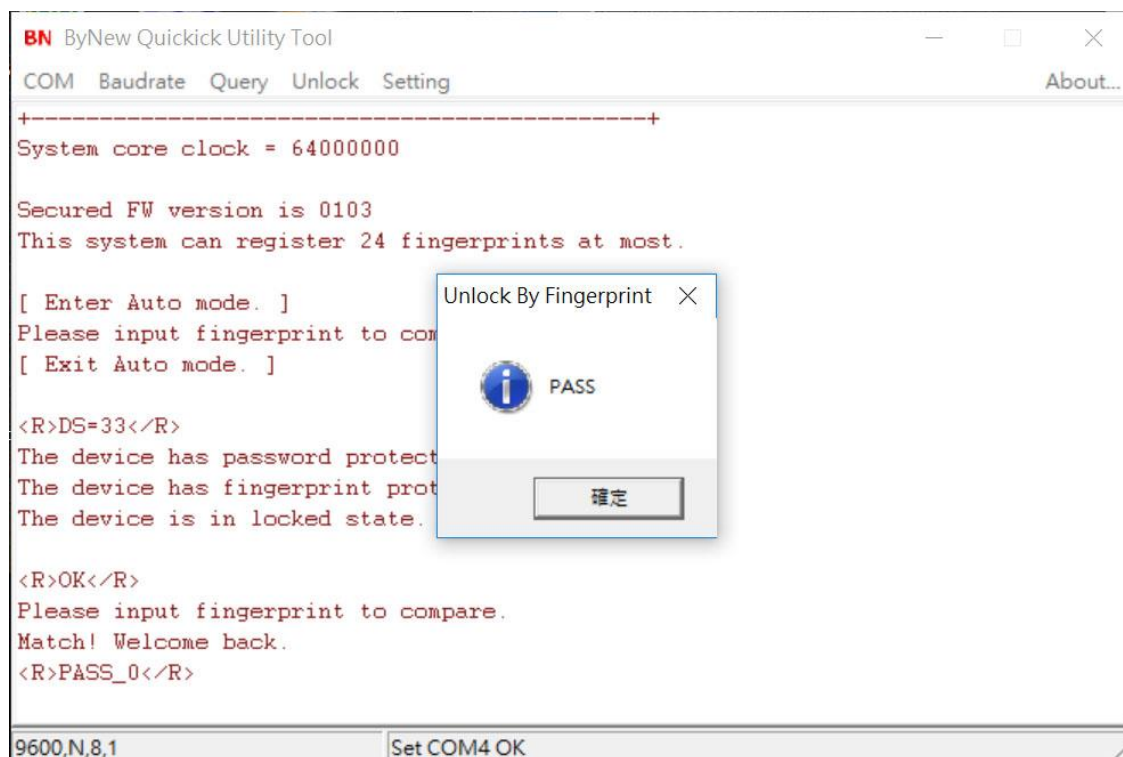 BN ByNew Quickick Utility Tool
COM Baudrate Query Unlock Setting About...
+-----------------------------------------------+
System core clock = 64000000
Secured FW version is 0103
This system can register 24 fingerprints at most.
[ Enter Auto mode. ]
Please input fingerprint to com
[ Exit Auto mode. ]
<R>DS=33</R>
The device has password protect
The device has fingerprint prot
The device is in locked state.
Unlock By Fingerprint
PASS
確定
<R>OK</R>
Please input fingerprint to compare.
Match! Welcome back.
<R>PASS_0</R>
9600,N,8,1 Set COM4 OK